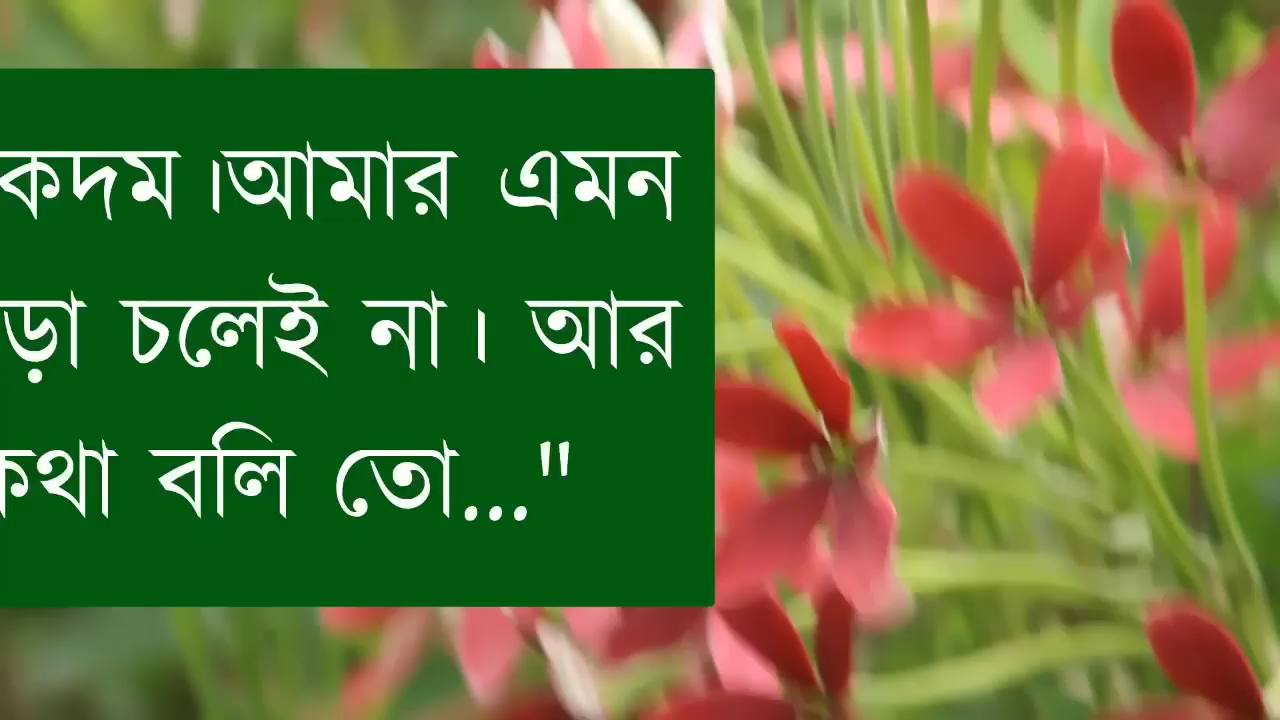 কদম।আমার এমন
ড়া চলেই না। আর
কথা বলি তো..."